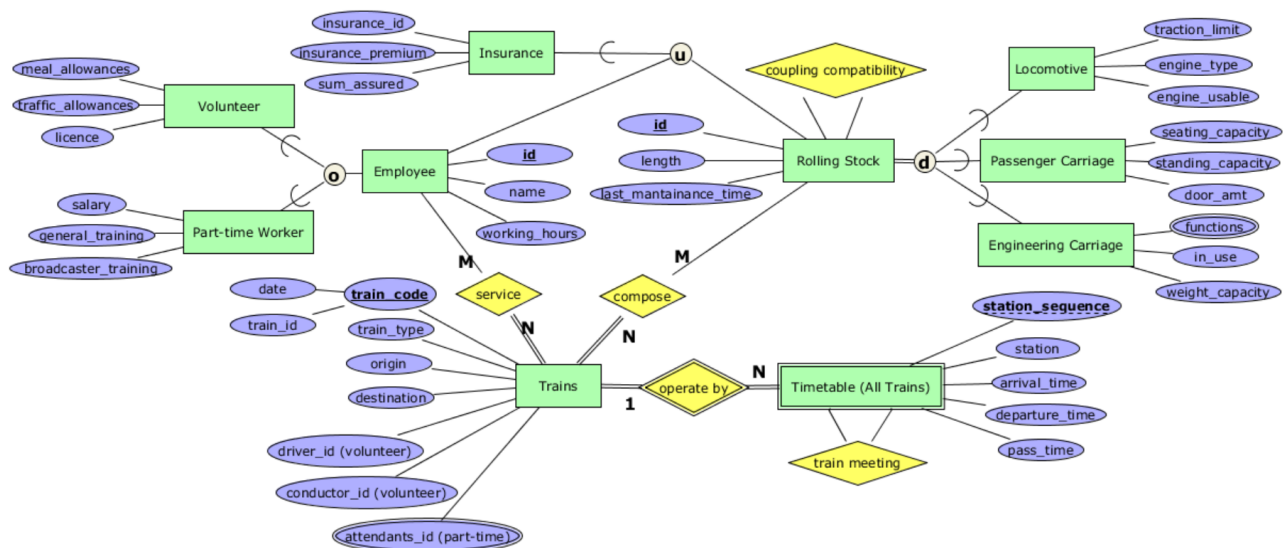 insurance_id
insurance_premium
sum_assured
Insurance
u
coupling compatibility
Locomotive
traction_limit
engine_type
engine_usable
meal_allowances
traffic_allowances
licence
Volunteer
o
Employee
id
name
working_hours
id
length
last_mantainance_time
Rolling Stock
d
Passenger Carriage
seating_capacity
standing_capacity
door_amt
salary
general_training
broadcaster_training
Part-time Worker
Engineering Carriage
functions
in_use
weight_capacity
M
service
N
M
compose
N
date
train_id
train_code
train_type
origin
destination
Trains
1
operate by
N
Timetable (All Trains)
station_sequence
station
arrival_time
departure_time
pass_time
train meeting
driver_id (volunteer)
conductor_id (volunteer)
attendants_id (part-time)